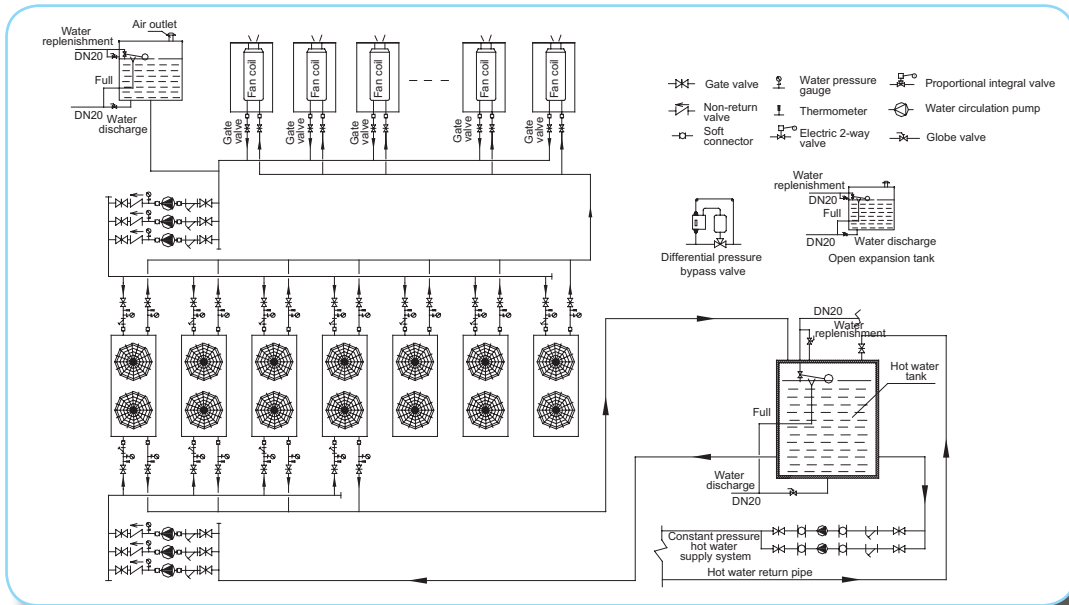 Air outlet
Water
replenishment
DN20
Full
DN20
Water
discharge
Fan coil
Fan coil
Fan coil
Fan coil
Fan coil
Gate
valve
Gate
valve
Gate
valve
Gate
valve
Gate
valve
Gate valve
Water pressure
gauge
Proportional integral valve
Non-return
valve
Thermometer
Water circulation pump
Soft
connector
Electric 2-way
valve
Globe valve
Differential pressure
bypass valve
Water
replenishment
DN20
Full
DN20
Water discharge
Open expansion tank
DN20
Water
replenishment
Hot water
tank
Full
Water
discharge
DN20
Constant pressure
hot water
supply system
Hot water return pipe